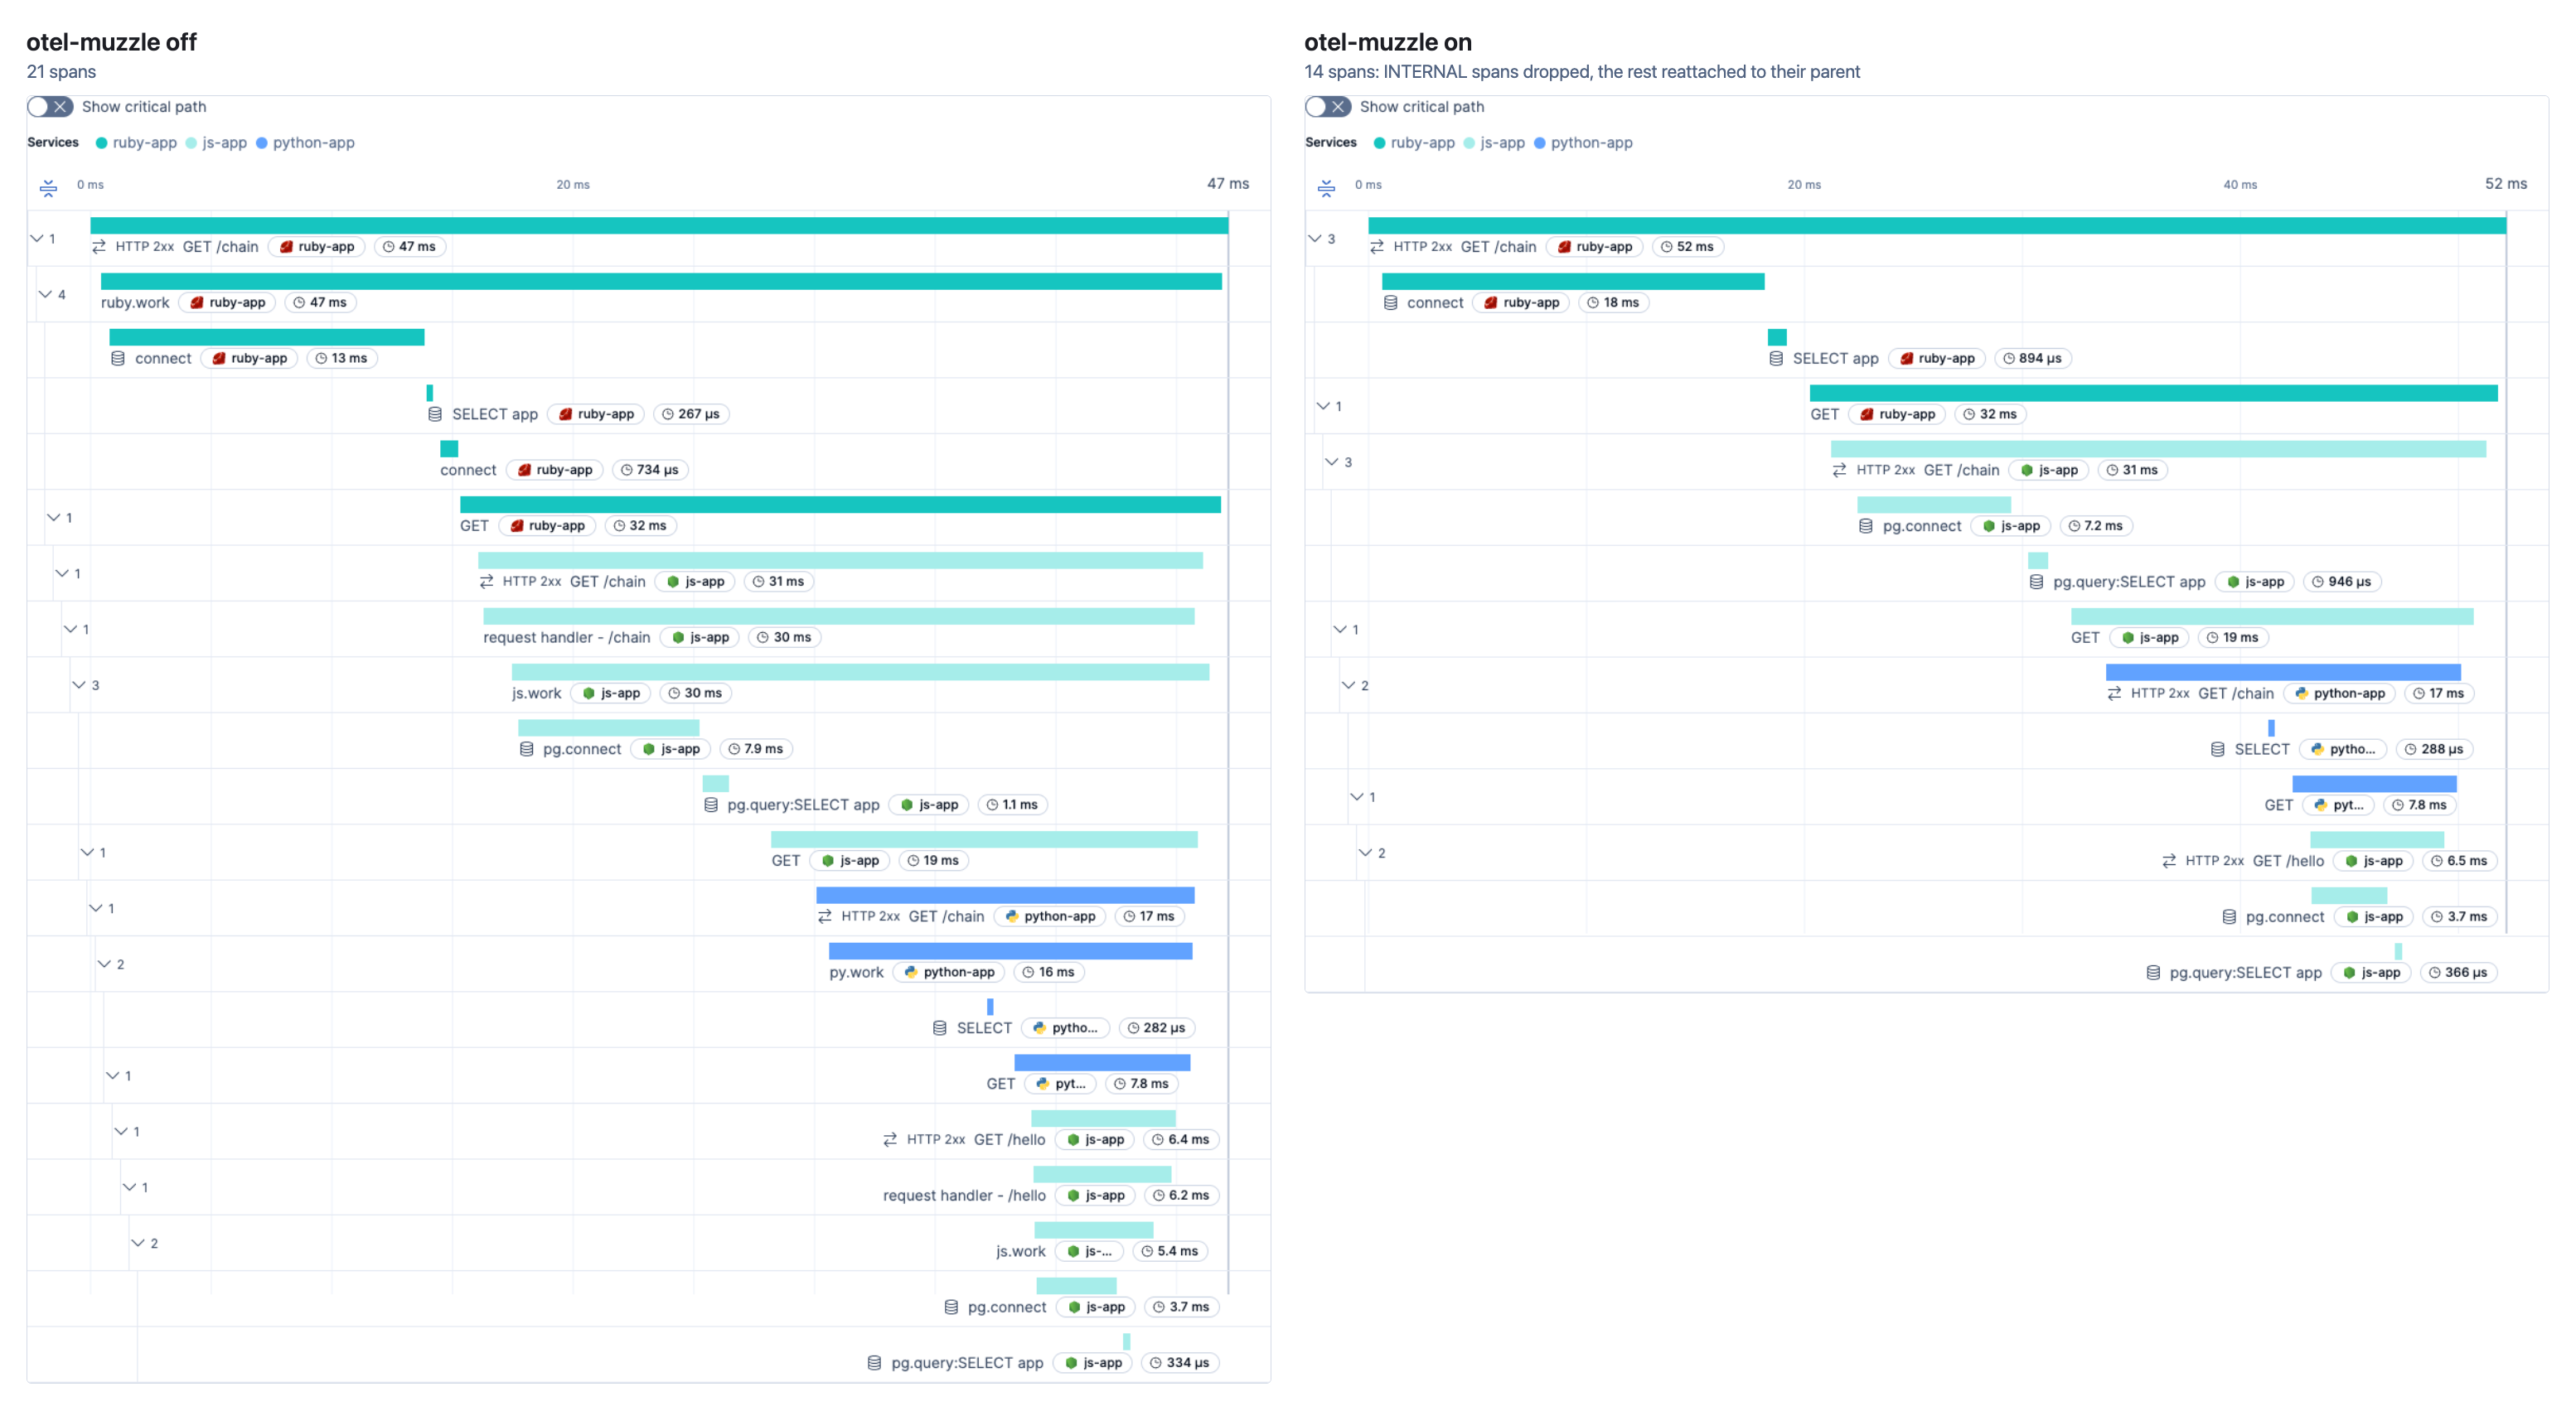 otel-muzzle off
21 spans
Show critical path
Services ruby-app js-app python-app
0 ms 20 ms 47 ms
1 HTTP 2xx GET /chain ruby-app 47 ms
4 ruby.work ruby-app 47 ms
connect ruby-app 13 ms
SELECT app ruby-app 267 μs
connect ruby-app 734 μs
1 GET ruby-app 32 ms
1 HTTP 2xx GET /chain js-app 31 ms
1 request handler - /chain js-app 30 ms
3 js.work js-app 30 ms
pg.connect js-app 7.9 ms
pg.query:SELECT app js-app 1.1 ms
1 GET js-app 19 ms
1 HTTP 2xx GET /chain python-app 17 ms
2 py.work python-app 16 ms
SELECT pytho... 282 μs
1 GET pyt... 7.8 ms
1 HTTP 2xx GET /hello js-app 6.4 ms
1 request handler - /hello js-app 6.2 ms
2 js.work js-... 5.4 ms
pg.connect js-app 3.7 ms
pg.query:SELECT app js-app 334 μs
otel-muzzle on
14 spans: INTERNAL spans dropped, the rest reattached to their parent
Show critical path
Services ruby-app js-app python-app
0 ms 20 ms 40 ms 52 ms
3 HTTP 2xx GET /chain ruby-app 52 ms
connect ruby-app 18 ms
SELECT app ruby-app 894 μs
1 GET ruby-app 32 ms
3 HTTP 2xx GET /chain js-app 31 ms
pg.connect js-app 7.2 ms
pg.query:SELECT app js-app 946 μs
1 GET js-app 19 ms
2 HTTP 2xx GET /chain python-app 17 ms
SELECT pytho... 288 μs
1 GET pyt... 7.8 ms
2 HTTP 2xx GET /hello js-app 6.5 ms
pg.connect js-app 3.7 ms
pg.query:SELECT app js-app 366 μs